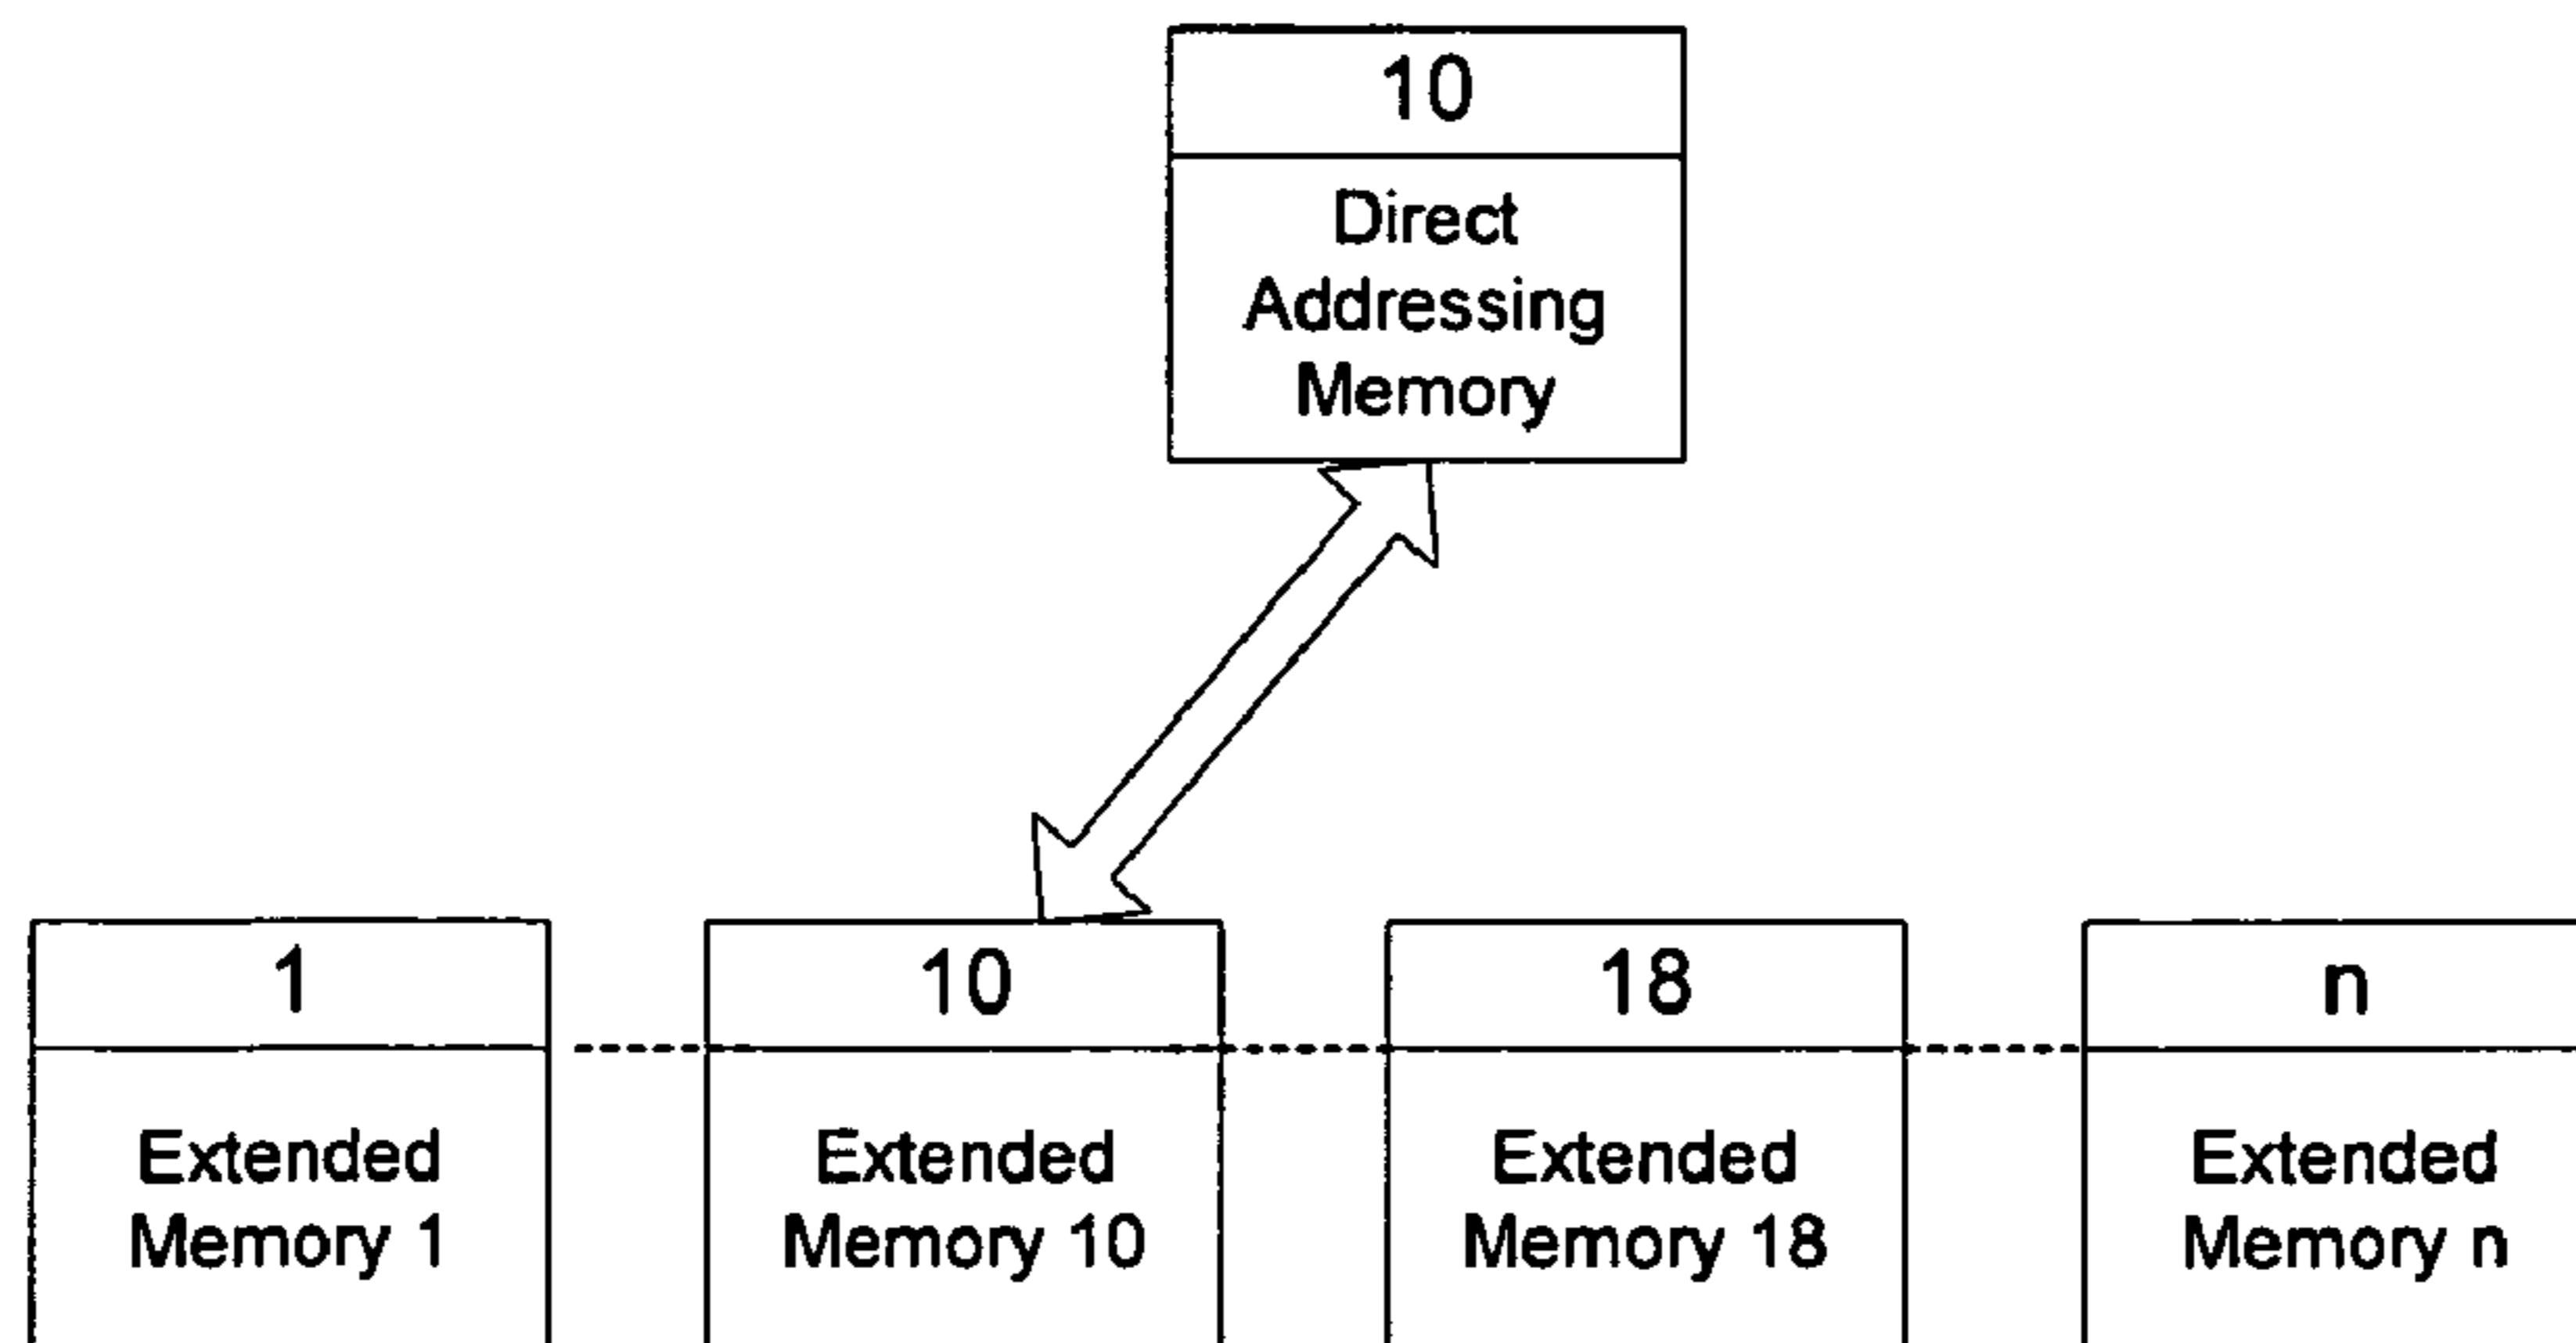 10
Direct
Addressing
Memory
1
10
18
n
Extended
Memory 1
Extended
Memory 10
Extended
Memory 18
Extended
Memory n